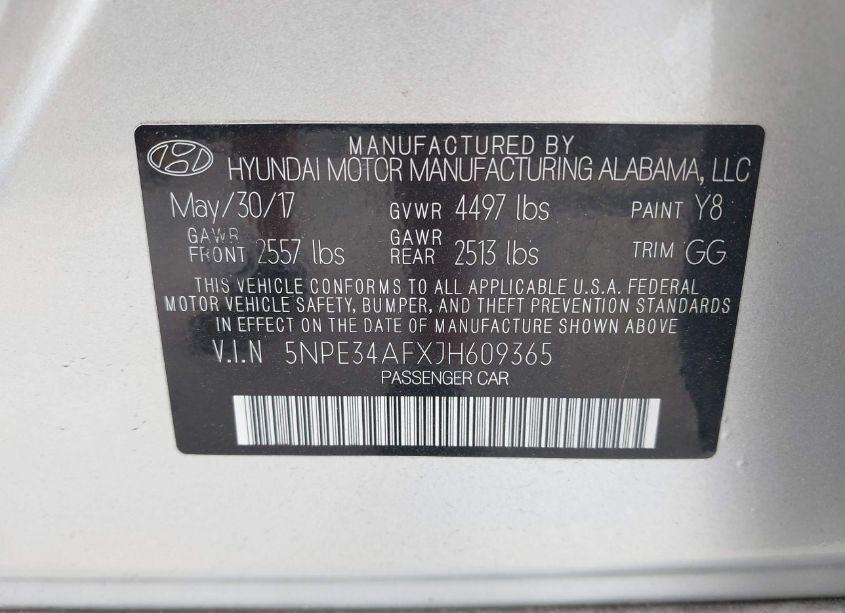 MANUFACTURED BY
HYUNDAI MOTOR MANUFACTURING ALABAMA, LLC
May/30/17 GVWR 4497 lbs PAINT Y8
GAWR FRONT 2557 lbs GAWR REAR 2513 lbs TRIM GG
THIS VEHICLE CONFORMS TO ALL APPLICABLE U.S.A. FEDERAL
MOTOR VEHICLE SAFETY, BUMPER, AND THEFT PREVENTION STANDARDS
IN EFFECT ON THE DATE OF MANUFACTURE SHOWN ABOVE
V.I.N 5NPE34AFXJH609365
PASSENGER CAR